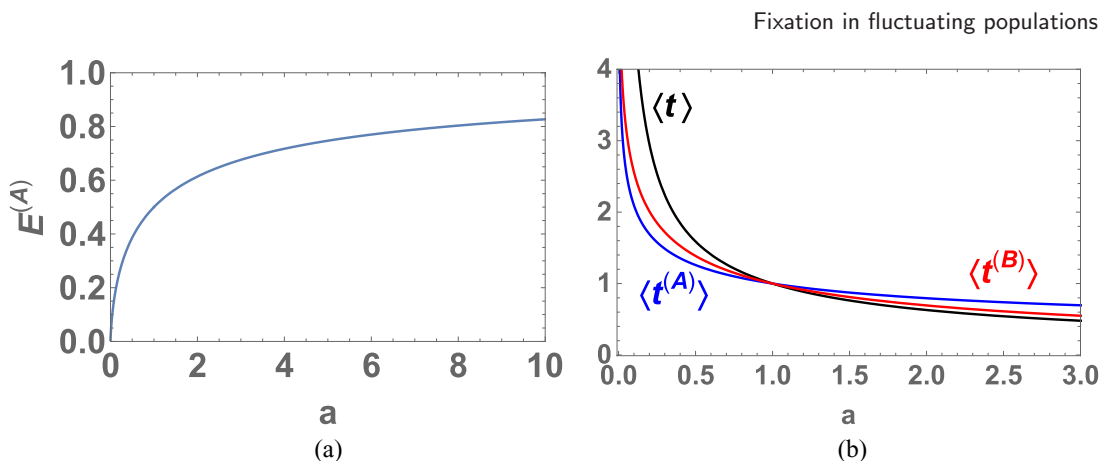 Fixation in fluctuating populations
1.0
0.8
0.6
0.4
0.2
0.0
E^(A)
0 2 4 6 8 10
a
(a)
4
3
2
1
0
⟨t⟩
⟨t^(A)⟩
⟨t^(B)⟩
0.0 0.5 1.0 1.5 2.0 2.5 3.0
a
(b)